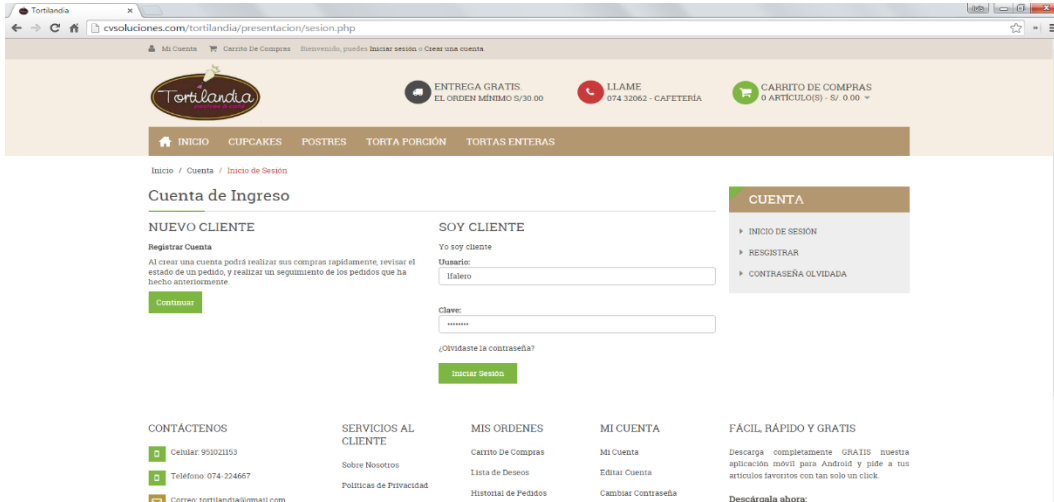 Tortilandia
cvsoluciones.com/tortilandia/presentacion/sesion.php
Mi Cuenta Carrito De Compras Bienvenido, puedes Iniciar sesión o Crear una cuenta
Tortilandia
ENTREGA GRATIS.
EL ORDEN MÍNIMO S/30.00
LLAME
074 32062 - CAFETERÍA
CARRITO DE COMPRAS
0 ARTÍCULO(S) - S/. 0.00
INICIO CUPCAKES POSTRES TORTA PORCIÓN TORTAS ENTERAS
Inicio / Cuenta / Inicio de Sesión
Cuenta de Ingreso
NUEVO CLIENTE
Registrar Cuenta
Al crear una cuenta podrá realizar sus compras rapidamente, revisar el
estado de un pedido, y realizar un seguimiento de los pedidos que ha
hecho anteriormente.
Continuar
SOY CLIENTE
Yo soy cliente
Uusario:
lfalero
Clave:
••••••••
¿Olvidaste la contraseña?
Iniciar Sesión
CUENTA
INICIO DE SESIÓN
RESGISTRAR
CONTRASEÑA OLVIDADA
CONTÁCTENOS
Celular: 951021153
Teléfono: 074-224667
Correo: tortilandia@gmail.com
SERVICIOS AL
CLIENTE
Sobre Nosotros
Políticas de Privacidad
MIS ORDENES
Carrito De Compras
Lista de Deseos
Historial de Pedidos
MI CUENTA
Mi Cuenta
Editar Cuenta
Cambiar Contraseña
FÁCIL, RÁPIDO Y GRATIS
Descarga completamente GRATIS nuestra
aplicación móvil para Android y pide a tus
artículos favoritos con tan solo un click.
Descárgala ahora: